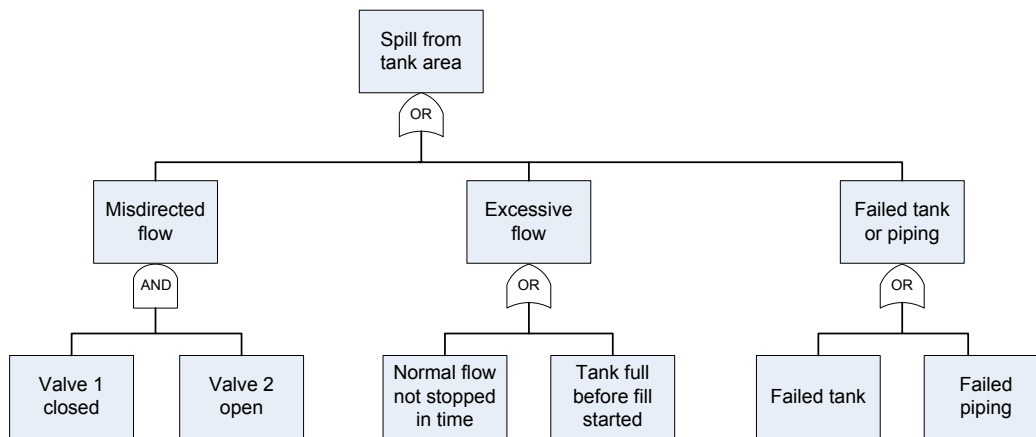 Spill from
tank area
OR
Misdirected
flow
Excessive
flow
Failed tank
or piping
AND
OR
OR
Valve 1
closed
Valve 2
open
Normal flow
not stopped
in time
Tank full
before fill
started
Failed tank
Failed
piping